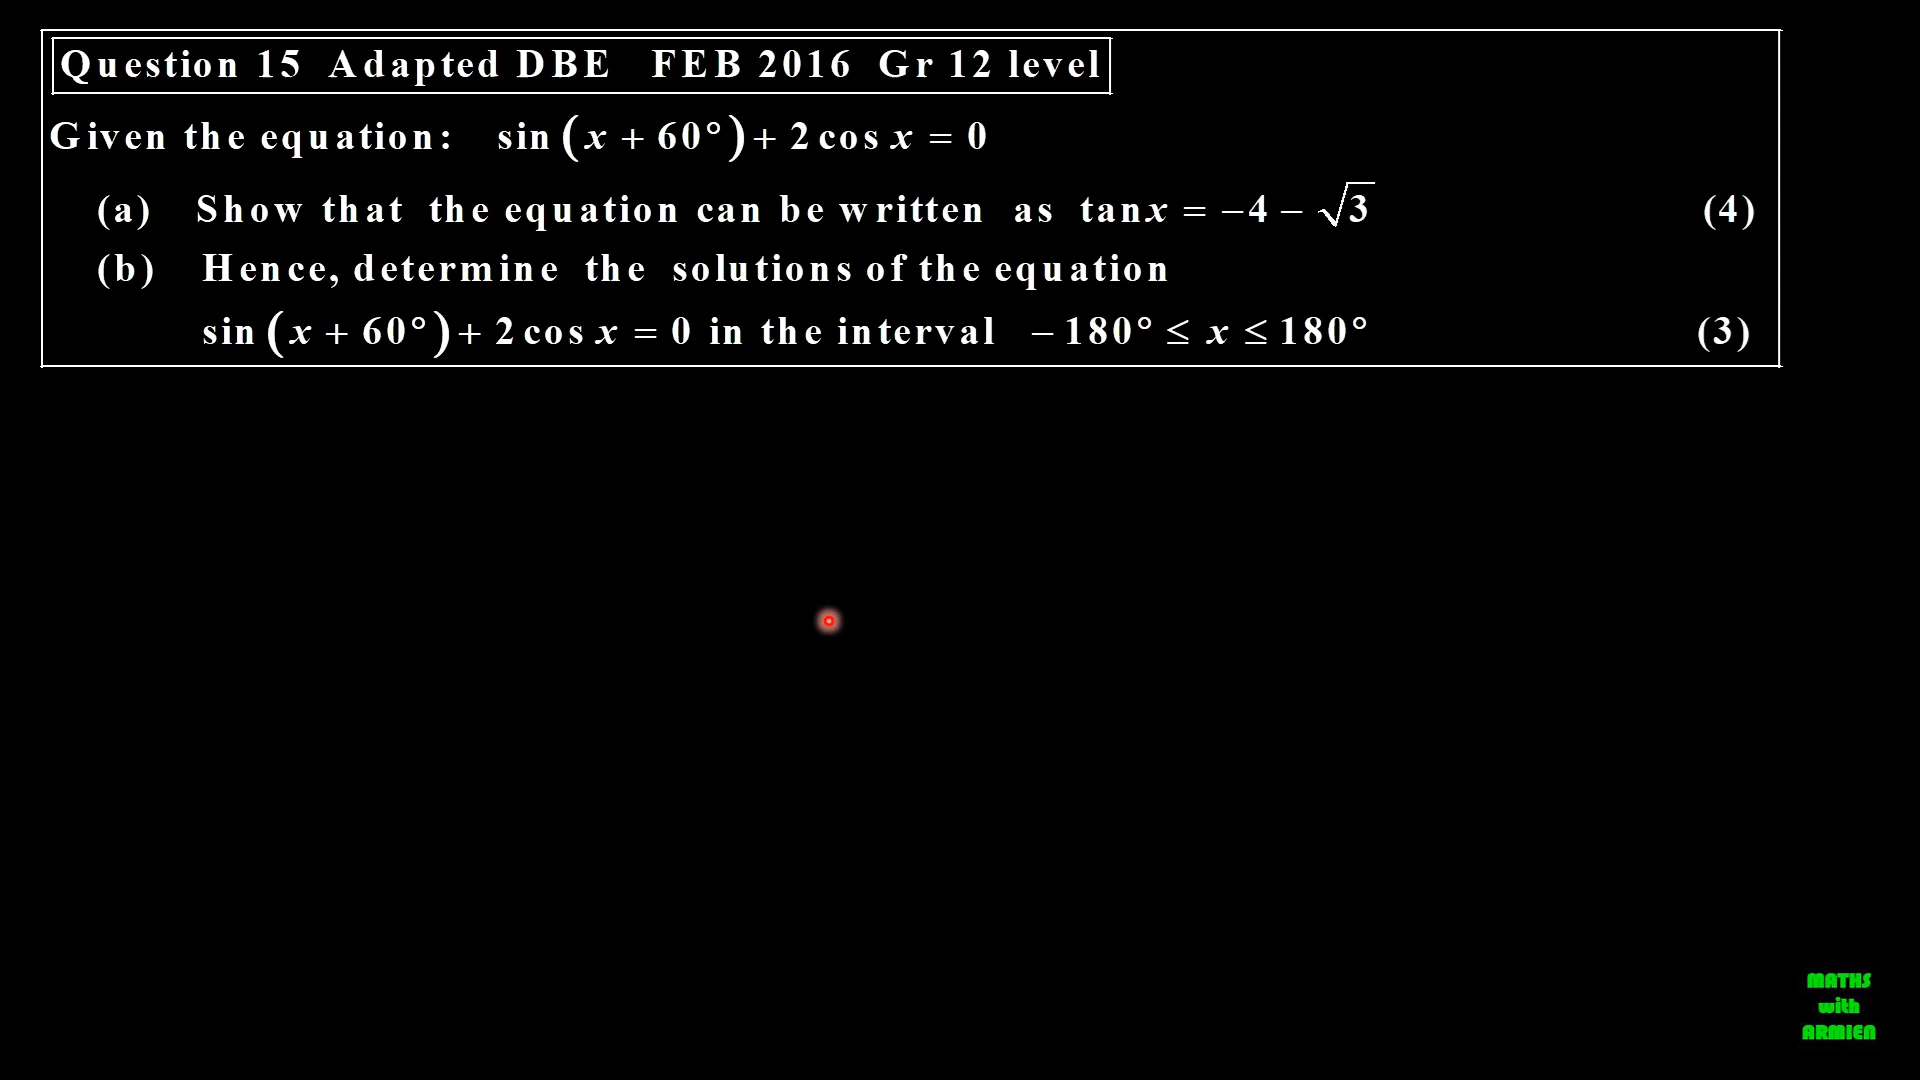 Question 15 Adapted DBE FEB 2016 Gr 12 level
Given the equation: sin (x + 60°) + 2 cos x = 0
(a) Show that the equation can be written as tanx = −4 − √3 (4)
(b) Hence, determine the solutions of the equation
sin (x + 60°) + 2 cos x = 0 in the interval − 180° ≤ x ≤ 180° (3)
MATHS
with
ARMIEN